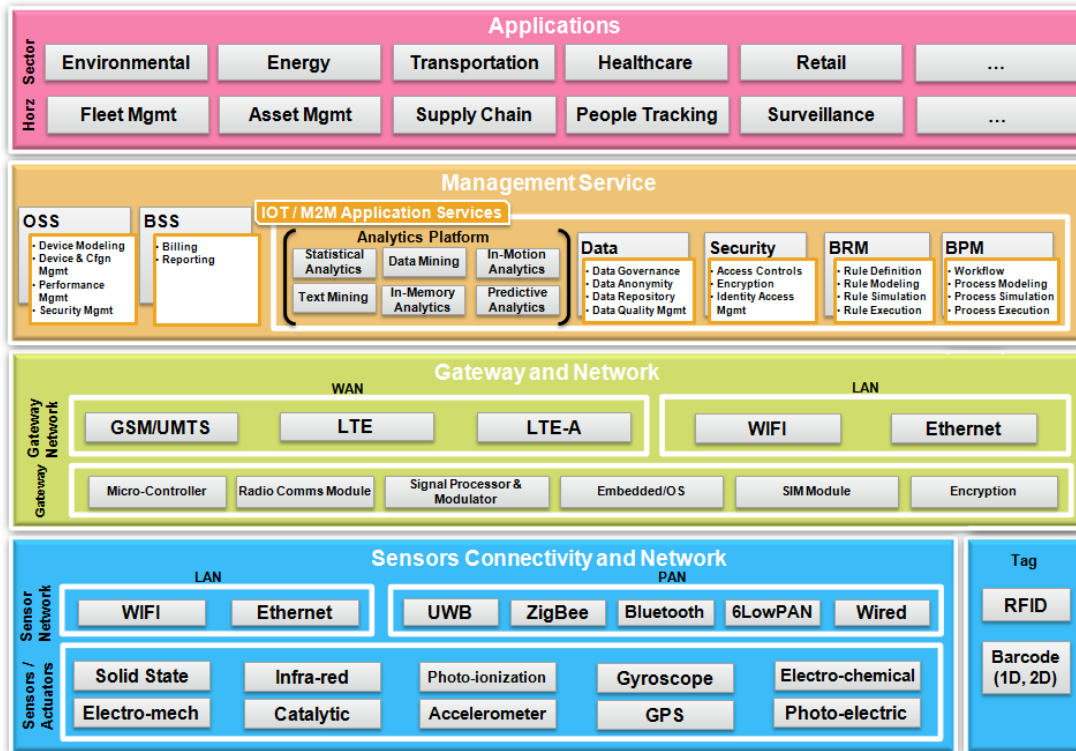 Applications
Sector
Environmental
Energy
Transportation
Healthcare
Retail
...
Horz
Fleet Mgmt
Asset Mgmt
Supply Chain
People Tracking
Surveillance
...
Management Service
IOT / M2M Application Services
OSS
• Device Modeling
• Device & Cfgn
Mgmt
• Performance
Mgmt
• Security Mgmt
BSS
• Billing
• Reporting
Analytics Platform
Statistical
Analytics
Data Mining
In-Motion
Analytics
Text Mining
In-Memory
Analytics
Predictive
Analytics
Data
• Data Governance
• Data Anonymity
• Data Repository
• Data Quality Mgmt
Security
• Access Controls
• Encryption
• Identity Access
Mgmt
BRM
• Rule Definition
• Rule Modeling
• Rule Simulation
• Rule Execution
BPM
• Workflow
• Process Modeling
• Process Simulation
• Process Execution
Gateway and Network
Gateway
Network
WAN
GSM/UMTS
LTE
LTE-A
LAN
WIFI
Ethernet
Gateway
Micro-Controller
Radio Comms Module
Signal Processor &
Modulator
Embedded/OS
SIM Module
Encryption
Sensors Connectivity and Network
Sensor
Network
LAN
WIFI
Ethernet
PAN
UWB
ZigBee
Bluetooth
6LowPAN
Wired
Sensors /
Actuators
Solid State
Infra-red
Photo-ionization
Gyroscope
Electro-chemical
Electro-mech
Catalytic
Accelerometer
GPS
Photo-electric
Tag
RFID
Barcode
(1D, 2D)